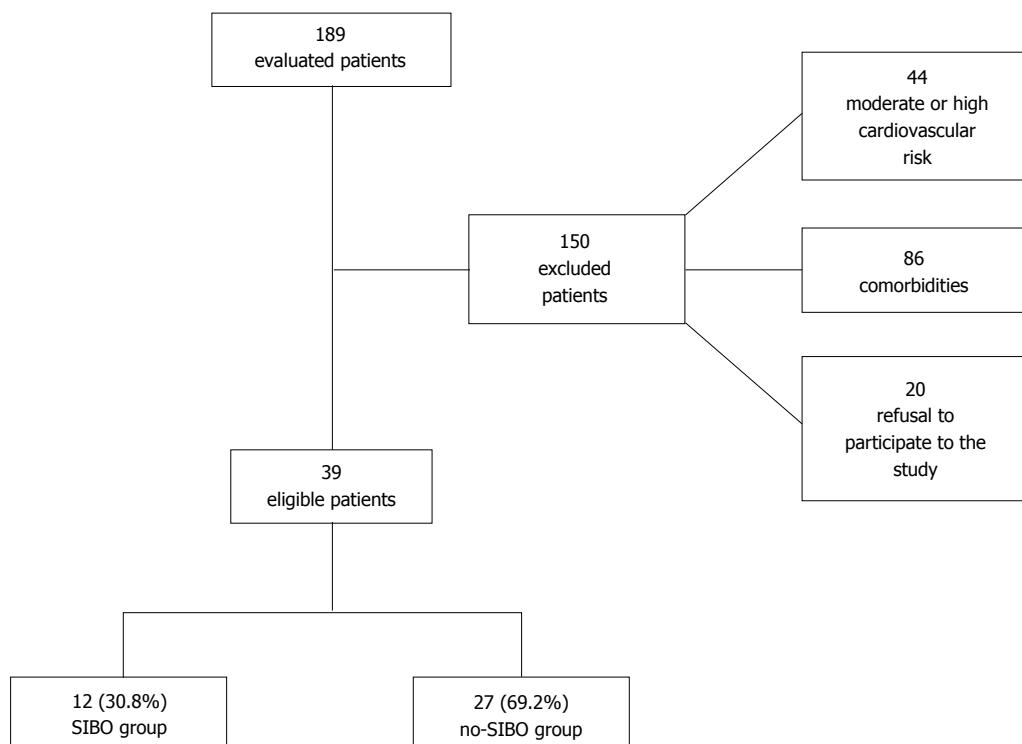 189
evaluated patients
44
moderate or high
cardiovascular
risk
150
excluded
patients
86
comorbidities
20
refusal to
participate to the
study
39
eligible patients
12 (30.8%)
SIBO group
27 (69.2%)
no-SIBO group